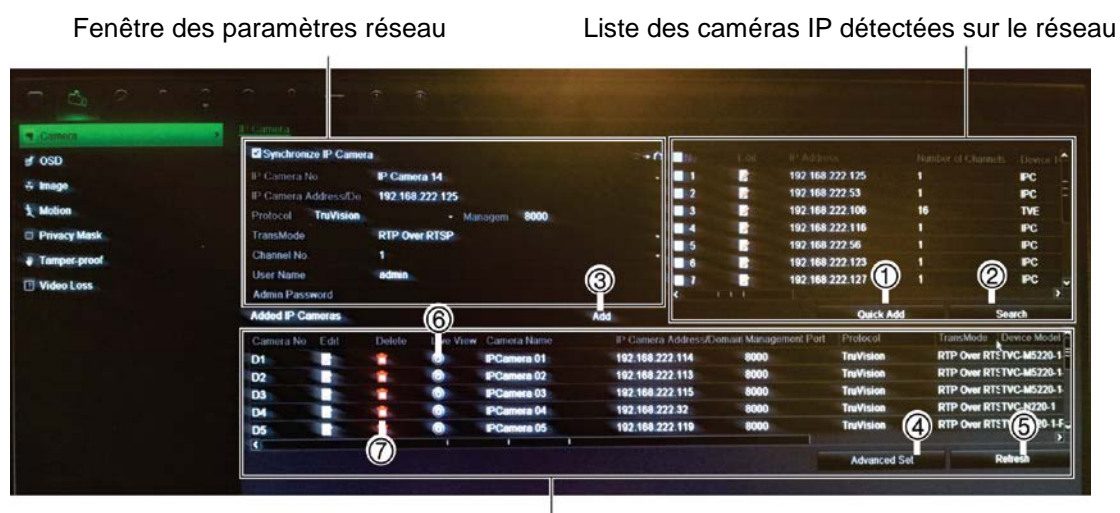 Fenêtre des paramètres réseau
Liste des caméras IP détectées sur le réseau
Camera
OSD
Image
Motion
Privacy Mask
Tamper-proof
Video Loss
IP Camera
Synchronize IP Camera
IP Camera No IP Camera 14
IP Camera Address/Do 192.168.222.125
Protocol TruVision Managem 8000
TransMode RTP Over RTSP
Channel No. 1
User Name admin
Admin Password
Edit IP Address Number of Channels Device
1 192.168.222.125 1 IPC
2 192.168.222.53 1 IPC
3 192.168.222.106 16 TVE
4 192.168.222.116 1 IPC
5 192.168.222.56 1 IPC
6 192.168.222.123 1 IPC
7 192.168.222.127 1 IPC
① ②
Quick Add Search
③
Added IP Cameras Add
⑥
Camera No Edit Delete Live View Camera Name IP Camera Address/Domain Management Port Protocol TransMode Device Model
D1 IPCamera 01 192.168.222.114 8000 TruVision RTP Over RTS TVC-M5220-1
D2 IPCamera 02 192.168.222.113 8000 TruVision RTP Over RTS TVC-M5220-1
D3 IPCamera 03 192.168.222.115 8000 TruVision RTP Over RTS TVC-M5220-1
D4 IPCamera 04 192.168.222.32 8000 TruVision RTP Over RTS TVC-N220-1
D5 IPCamera 05 192.168.222.119 8000 TruVision RTP Over RTS
⑦ ④ ⑤
Advanced Set Refresh